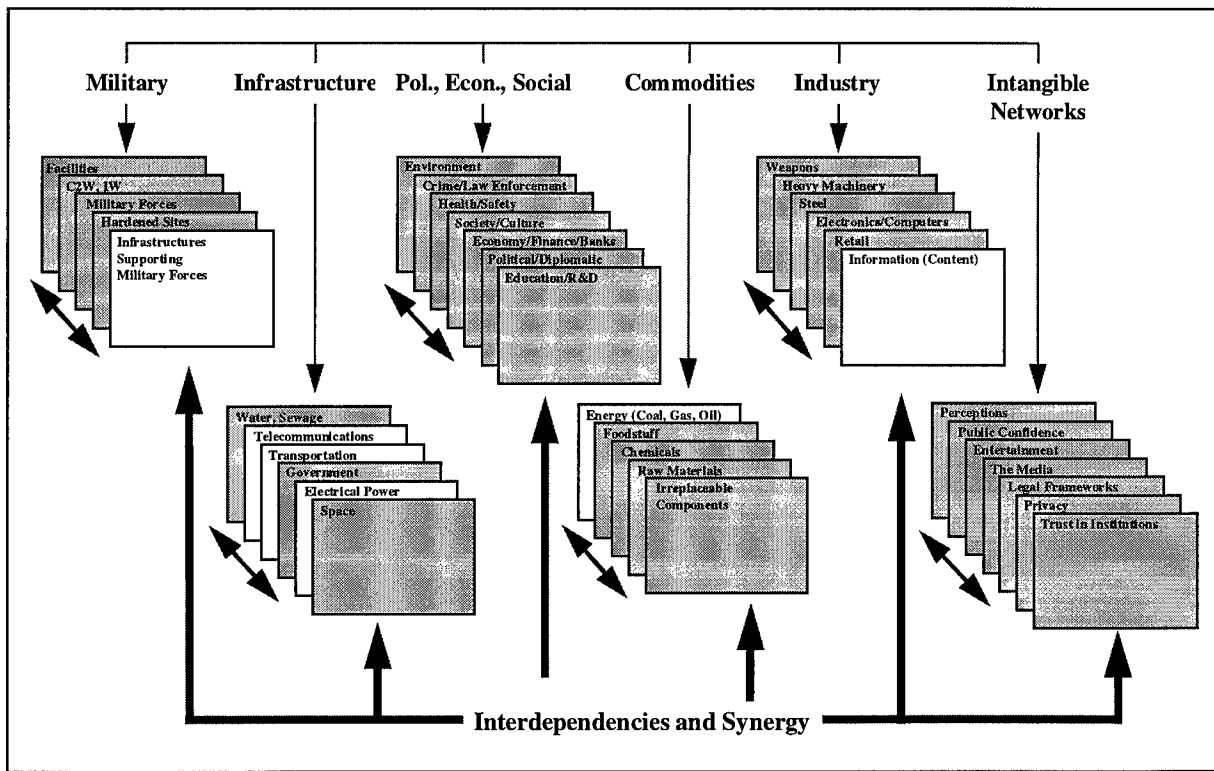 Military
Infrastructure
Pol., Econ., Social
Commodities
Industry
Intangible
Networks
Facilities
C2W, IW
Military Forces
Hardened Sites
Infrastructures
Supporting
Military Forces
Environment
Crime/Law Enforcement
Health/Safety
Society/Culture
Economy/Finance/Banks
Political/Diplomatic
Education/R&D
Weapons
Heavy Machinery
Steel
Electronics/Computers
Retail
Information (Content)
Water, Sewage
Telecommunications
Transportation
Government
Electrical Power
Space
Energy (Coal, Gas, Oil)
Foodstuff
Chemicals
Raw Materials
Irreplaceable
Components
Perceptions
Public Confidence
Entertainment
The Media
Legal Frameworks
Privacy
Trust in Institutions
Interdependencies and Synergy